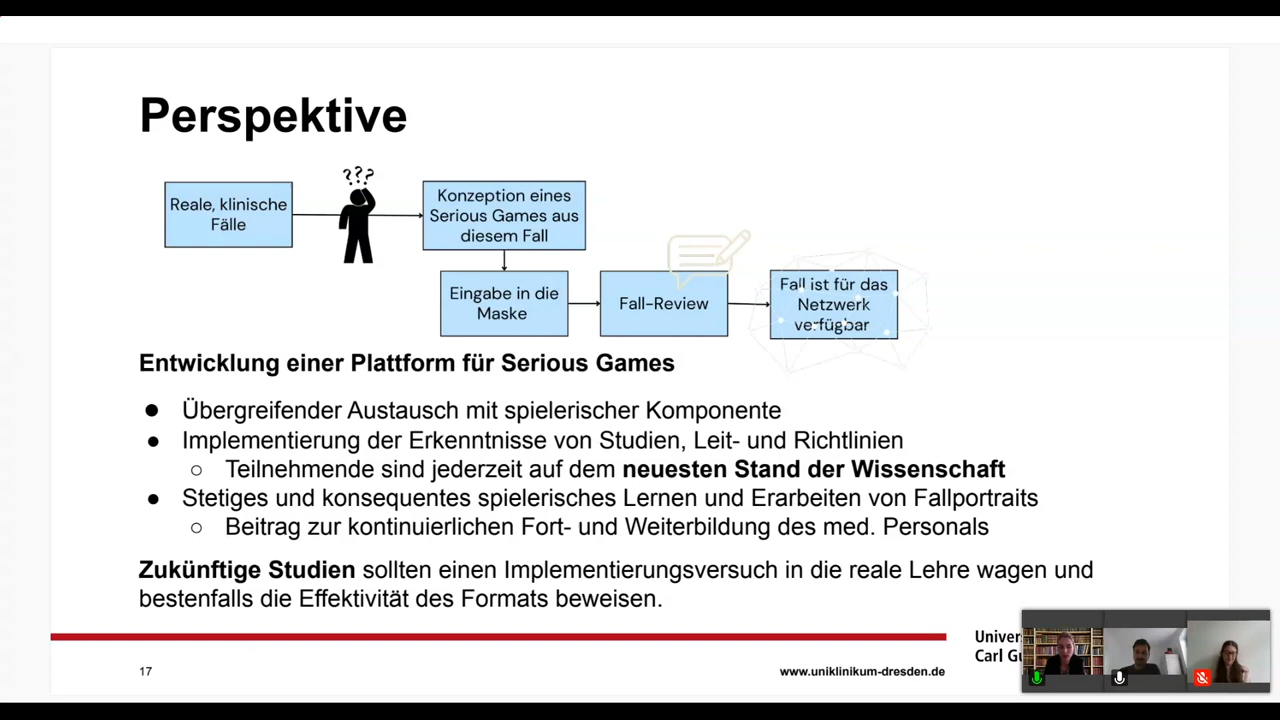 Perspektive
???
Reale, klinische
Fälle
Konzeption eines
Serious Games aus
diesem Fall
Eingabe in die
Maske
Fall-Review
Fall ist für das
Netzwerk
verfügbar
Entwicklung einer Plattform für Serious Games
● Übergreifender Austausch mit spielerischer Komponente
● Implementierung der Erkenntnisse von Studien, Leit- und Richtlinien
○ Teilnehmende sind jederzeit auf dem neuesten Stand der Wissenschaft
● Stetiges und konsequentes spielerisches Lernen und Erarbeiten von Fallportraits
○ Beitrag zur kontinuierlichen Fort- und Weiterbildung des med. Personals
Zukünftige Studien sollten einen Implementierungsversuch in die reale Lehre wagen und
bestenfalls die Effektivität des Formats beweisen.
17
www.uniklinikum-dresden.de
Carl